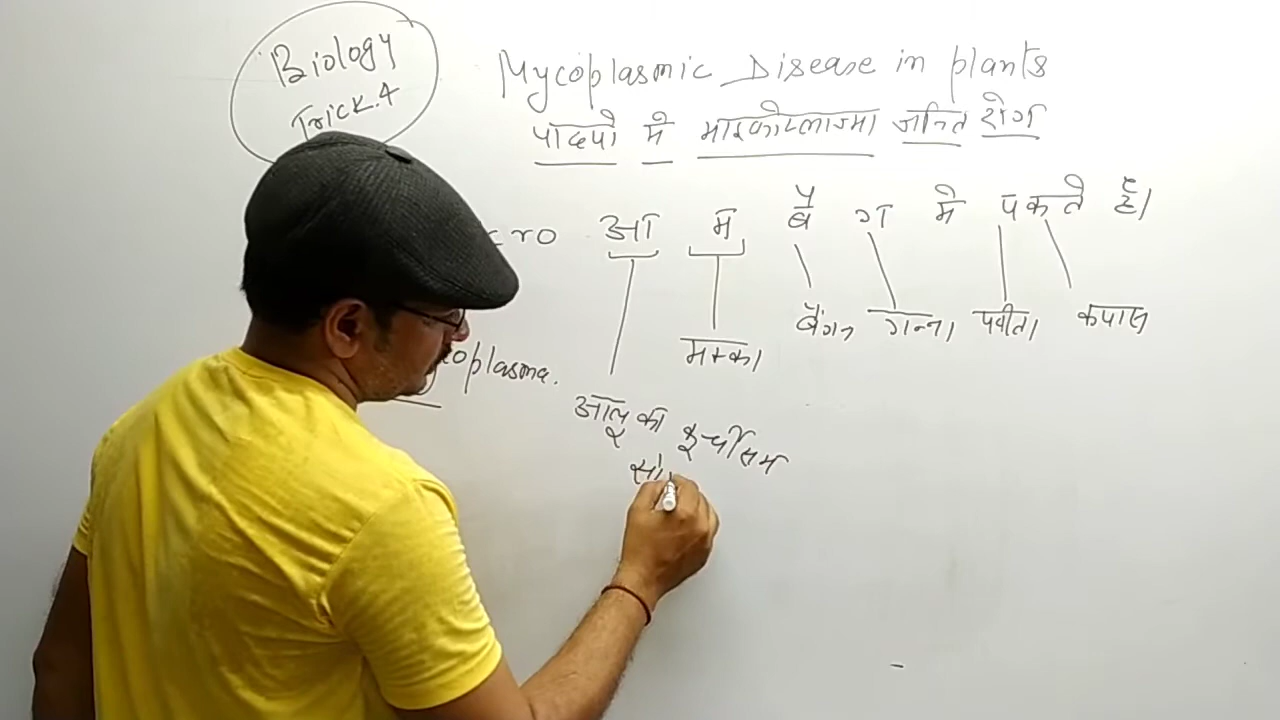 Biology
Trick.4
Mycoplasmic Disease in plants
पादपो मे माइकोप्लाज्मा जनित रोग
cro आ म बै ग मे पकते है।
बैंगन गन्ना पपीता कपास
मक्का
oplasma.
आलू का कुर्चीसम